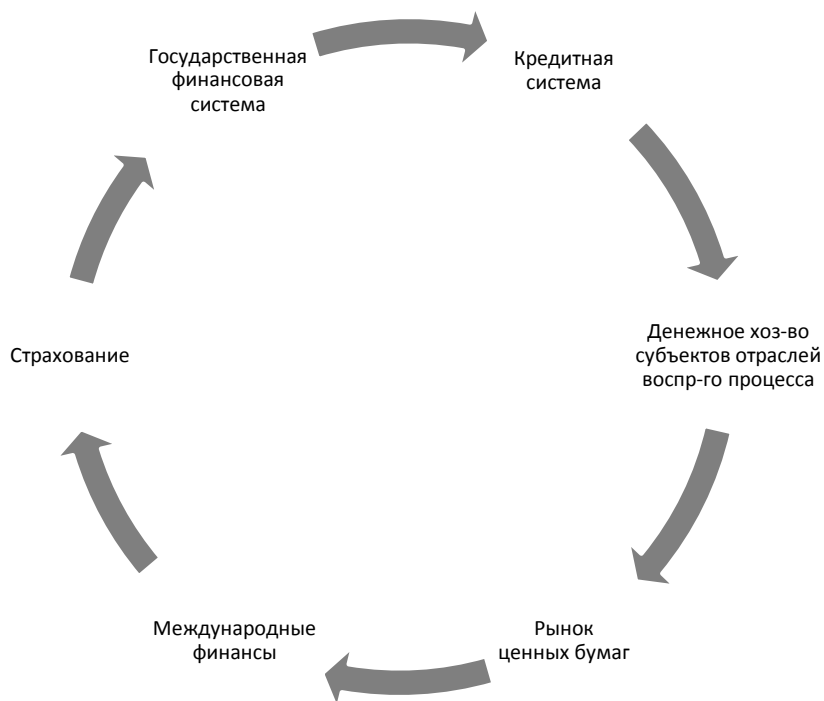 Государственная
финансовая
система
Кредитная
система
Денежное хоз-во
субъектов отраслей
воспр-го процесса
Рынок
ценных бумаг
Международные
финансы
Страхование